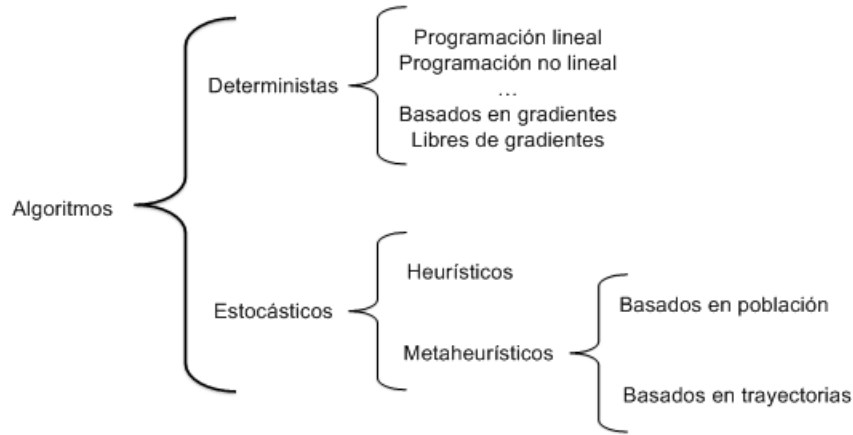 Programación lineal
Programación no lineal
Deterministas
...
Basados en gradientes
Libres de gradientes
Algoritmos
Heurísticos
Estocásticos
Basados en población
Metaheurísticos
Basados en trayectorias